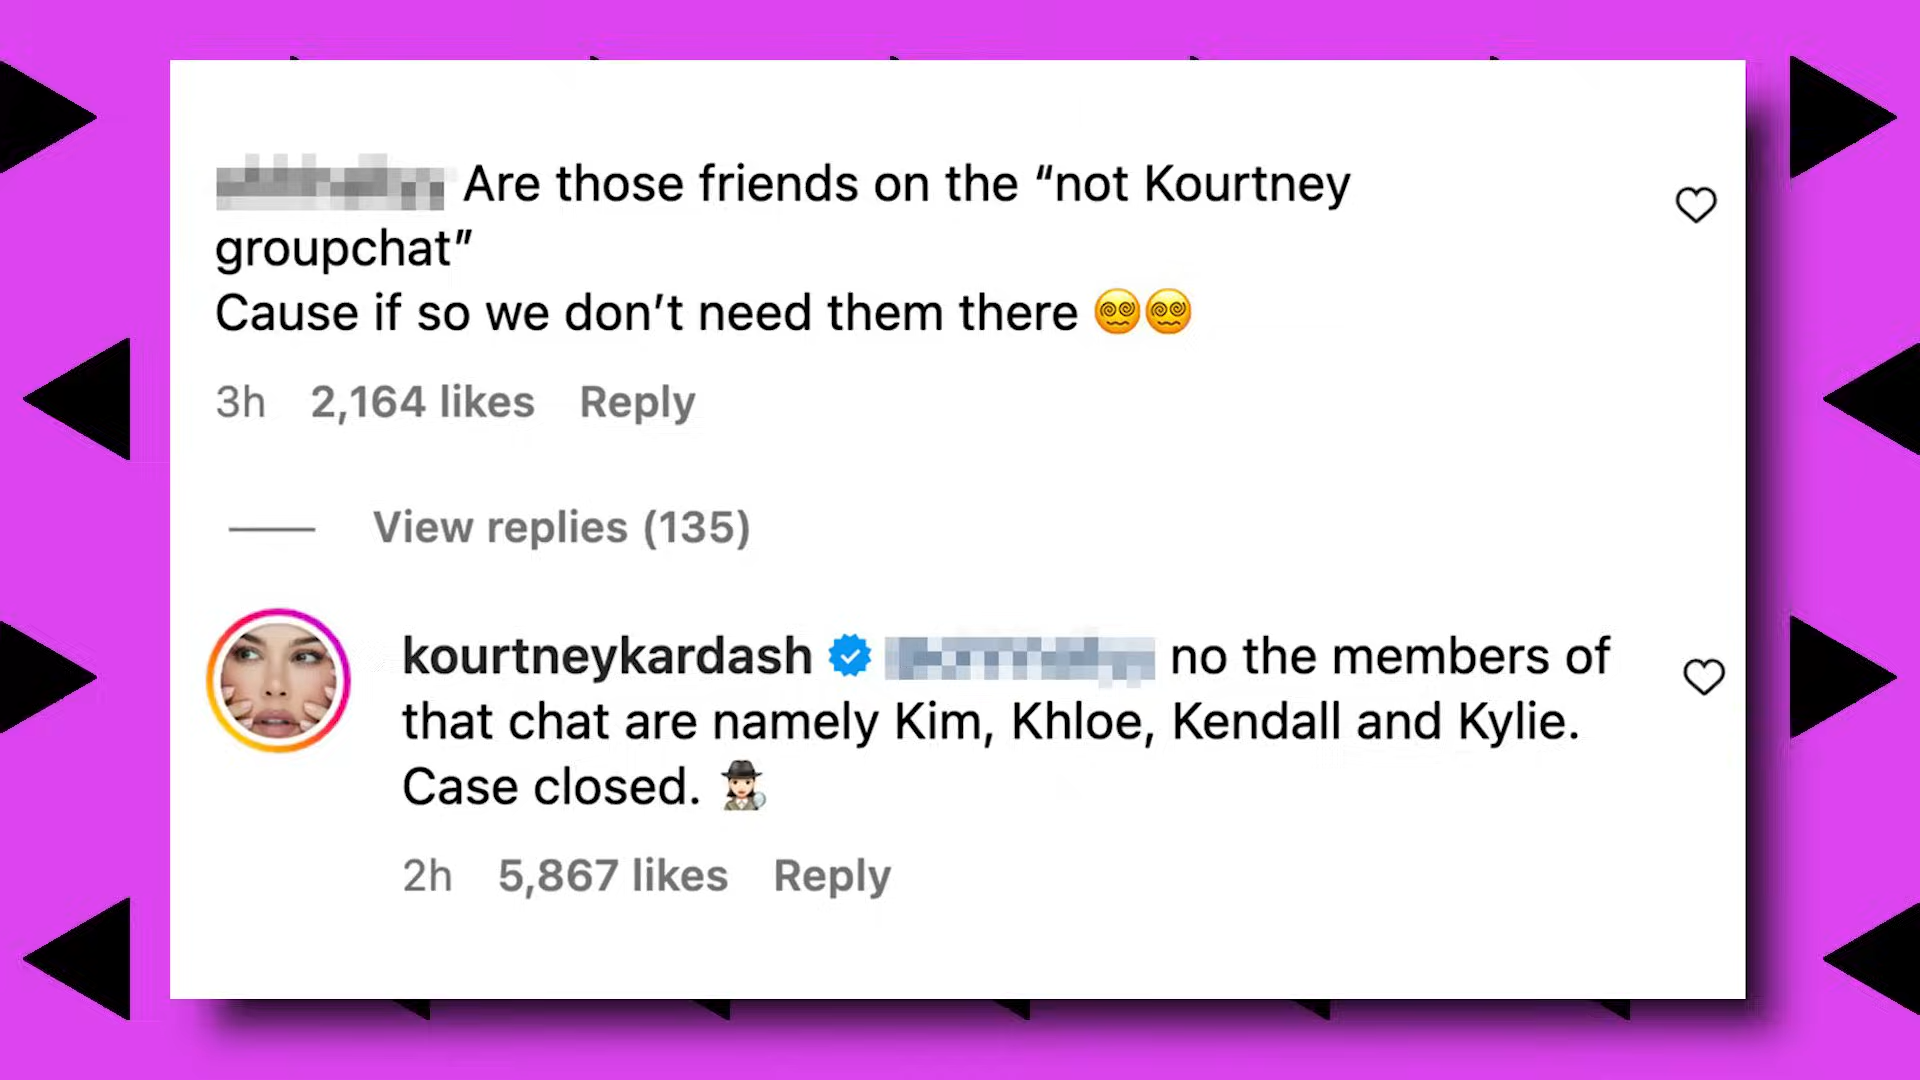 Are those friends on the “not Kourtney
groupchat”
Cause if so we don’t need them there 😵‍💫😵‍💫
3h 2,164 likes Reply
View replies (135)
kourtneykardash no the members of
that chat are namely Kim, Khloe, Kendall and Kylie.
Case closed. 🕵🏻‍♀️
2h 5,867 likes Reply